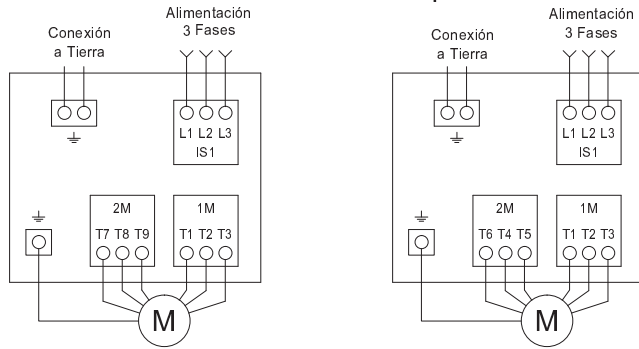 Alimentación
3 Fases
Conexión
a Tierra
L1 L2 L3
IS1
2M
T7 T8 T9
1M
T1 T2 T3
M
Alimentación
3 Fases
Conexión
a Tierra
L1 L2 L3
IS1
2M
T6 T4 T5
1M
T1 T2 T3
M